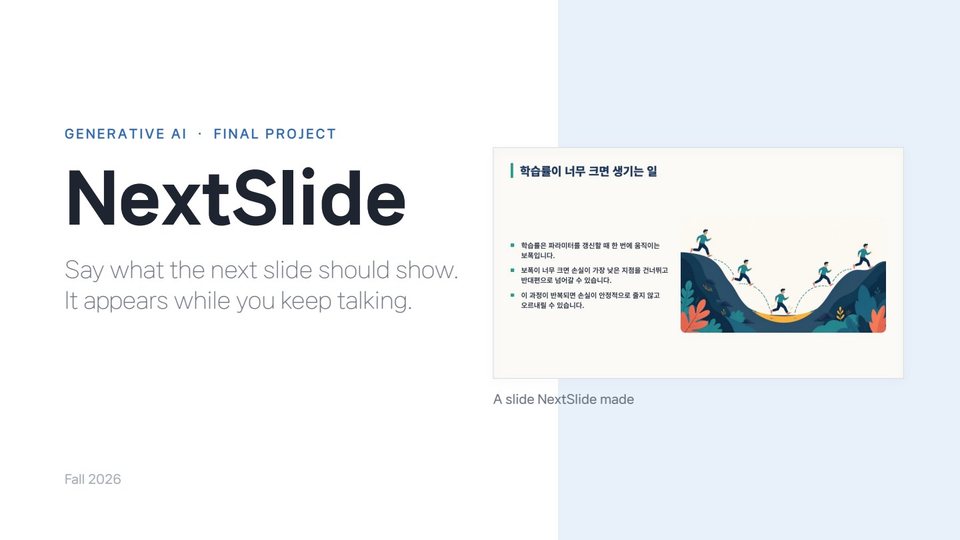 GENERATIVE AI · FINAL PROJECT
NextSlide
Say what the next slide should show.
It appears while you keep talking.
학습률이 너무 크면 생기는 일
학습률은 파라미터를 갱신할 때 한 번에 움직이는
보폭입니다.
보폭이 너무 크면 손실이 가장 낮은 지점을 건너뛰고
반대편으로 넘어갈 수 있습니다.
이 과정이 반복되면 손실이 안정적으로 줄지 않고
오르내릴 수 있습니다.
A slide NextSlide made
Fall 2026